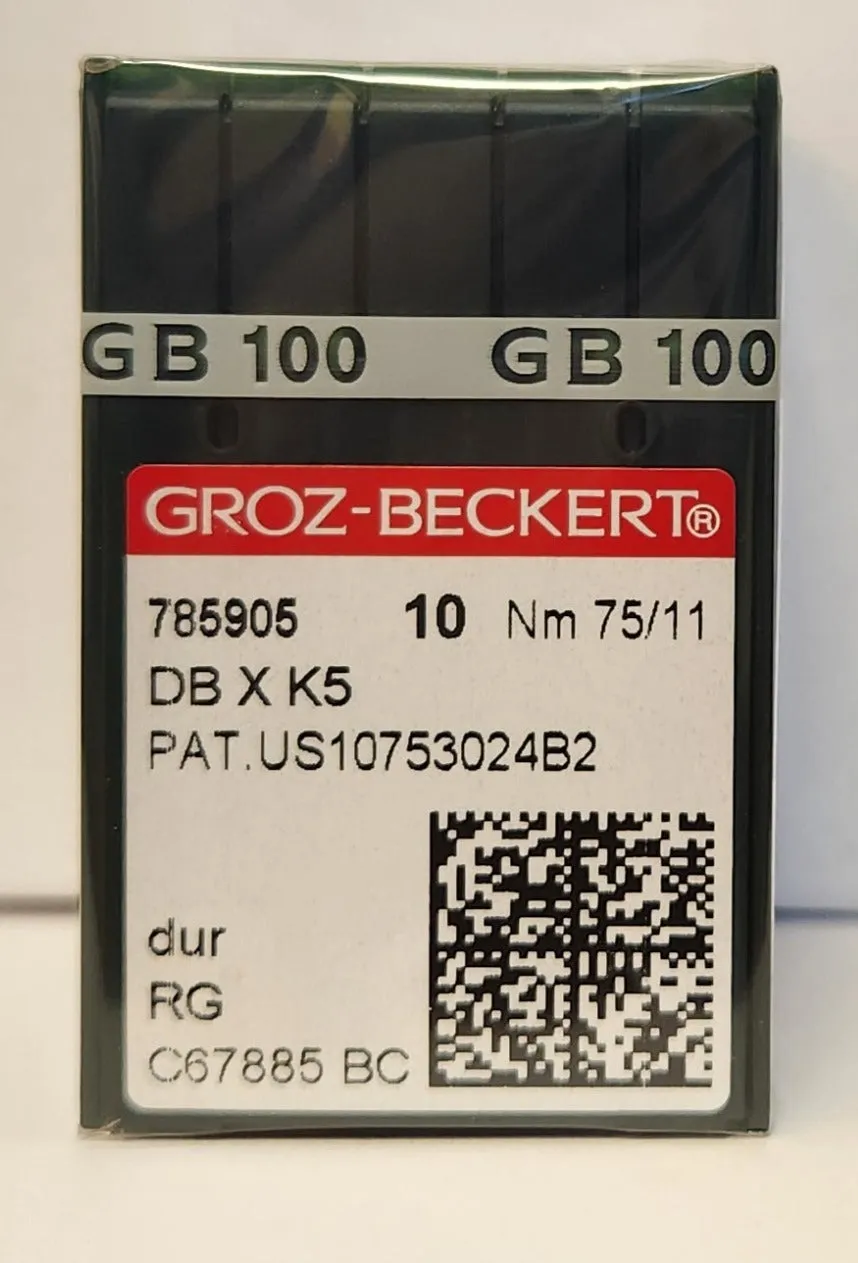 GB 100 GB 100
GROZ-BECKERT®
785905 10 Nm 75/11
DB X K5
PAT.US10753024B2
dur
RG
C67885 BC